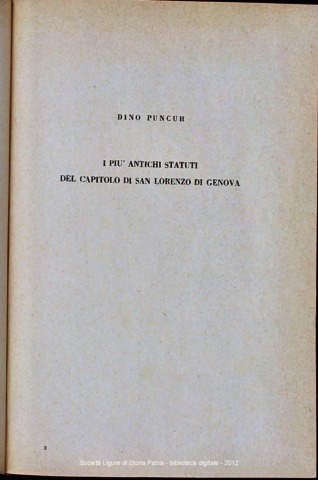 DINO PUNCUH
I PIU' ANTICHI STATUTI
DEL CAPITOLO DI SAN LORENZO DI GENOVA
2
Società Ligure di Storia Patria - biblioteca digitale - 2012